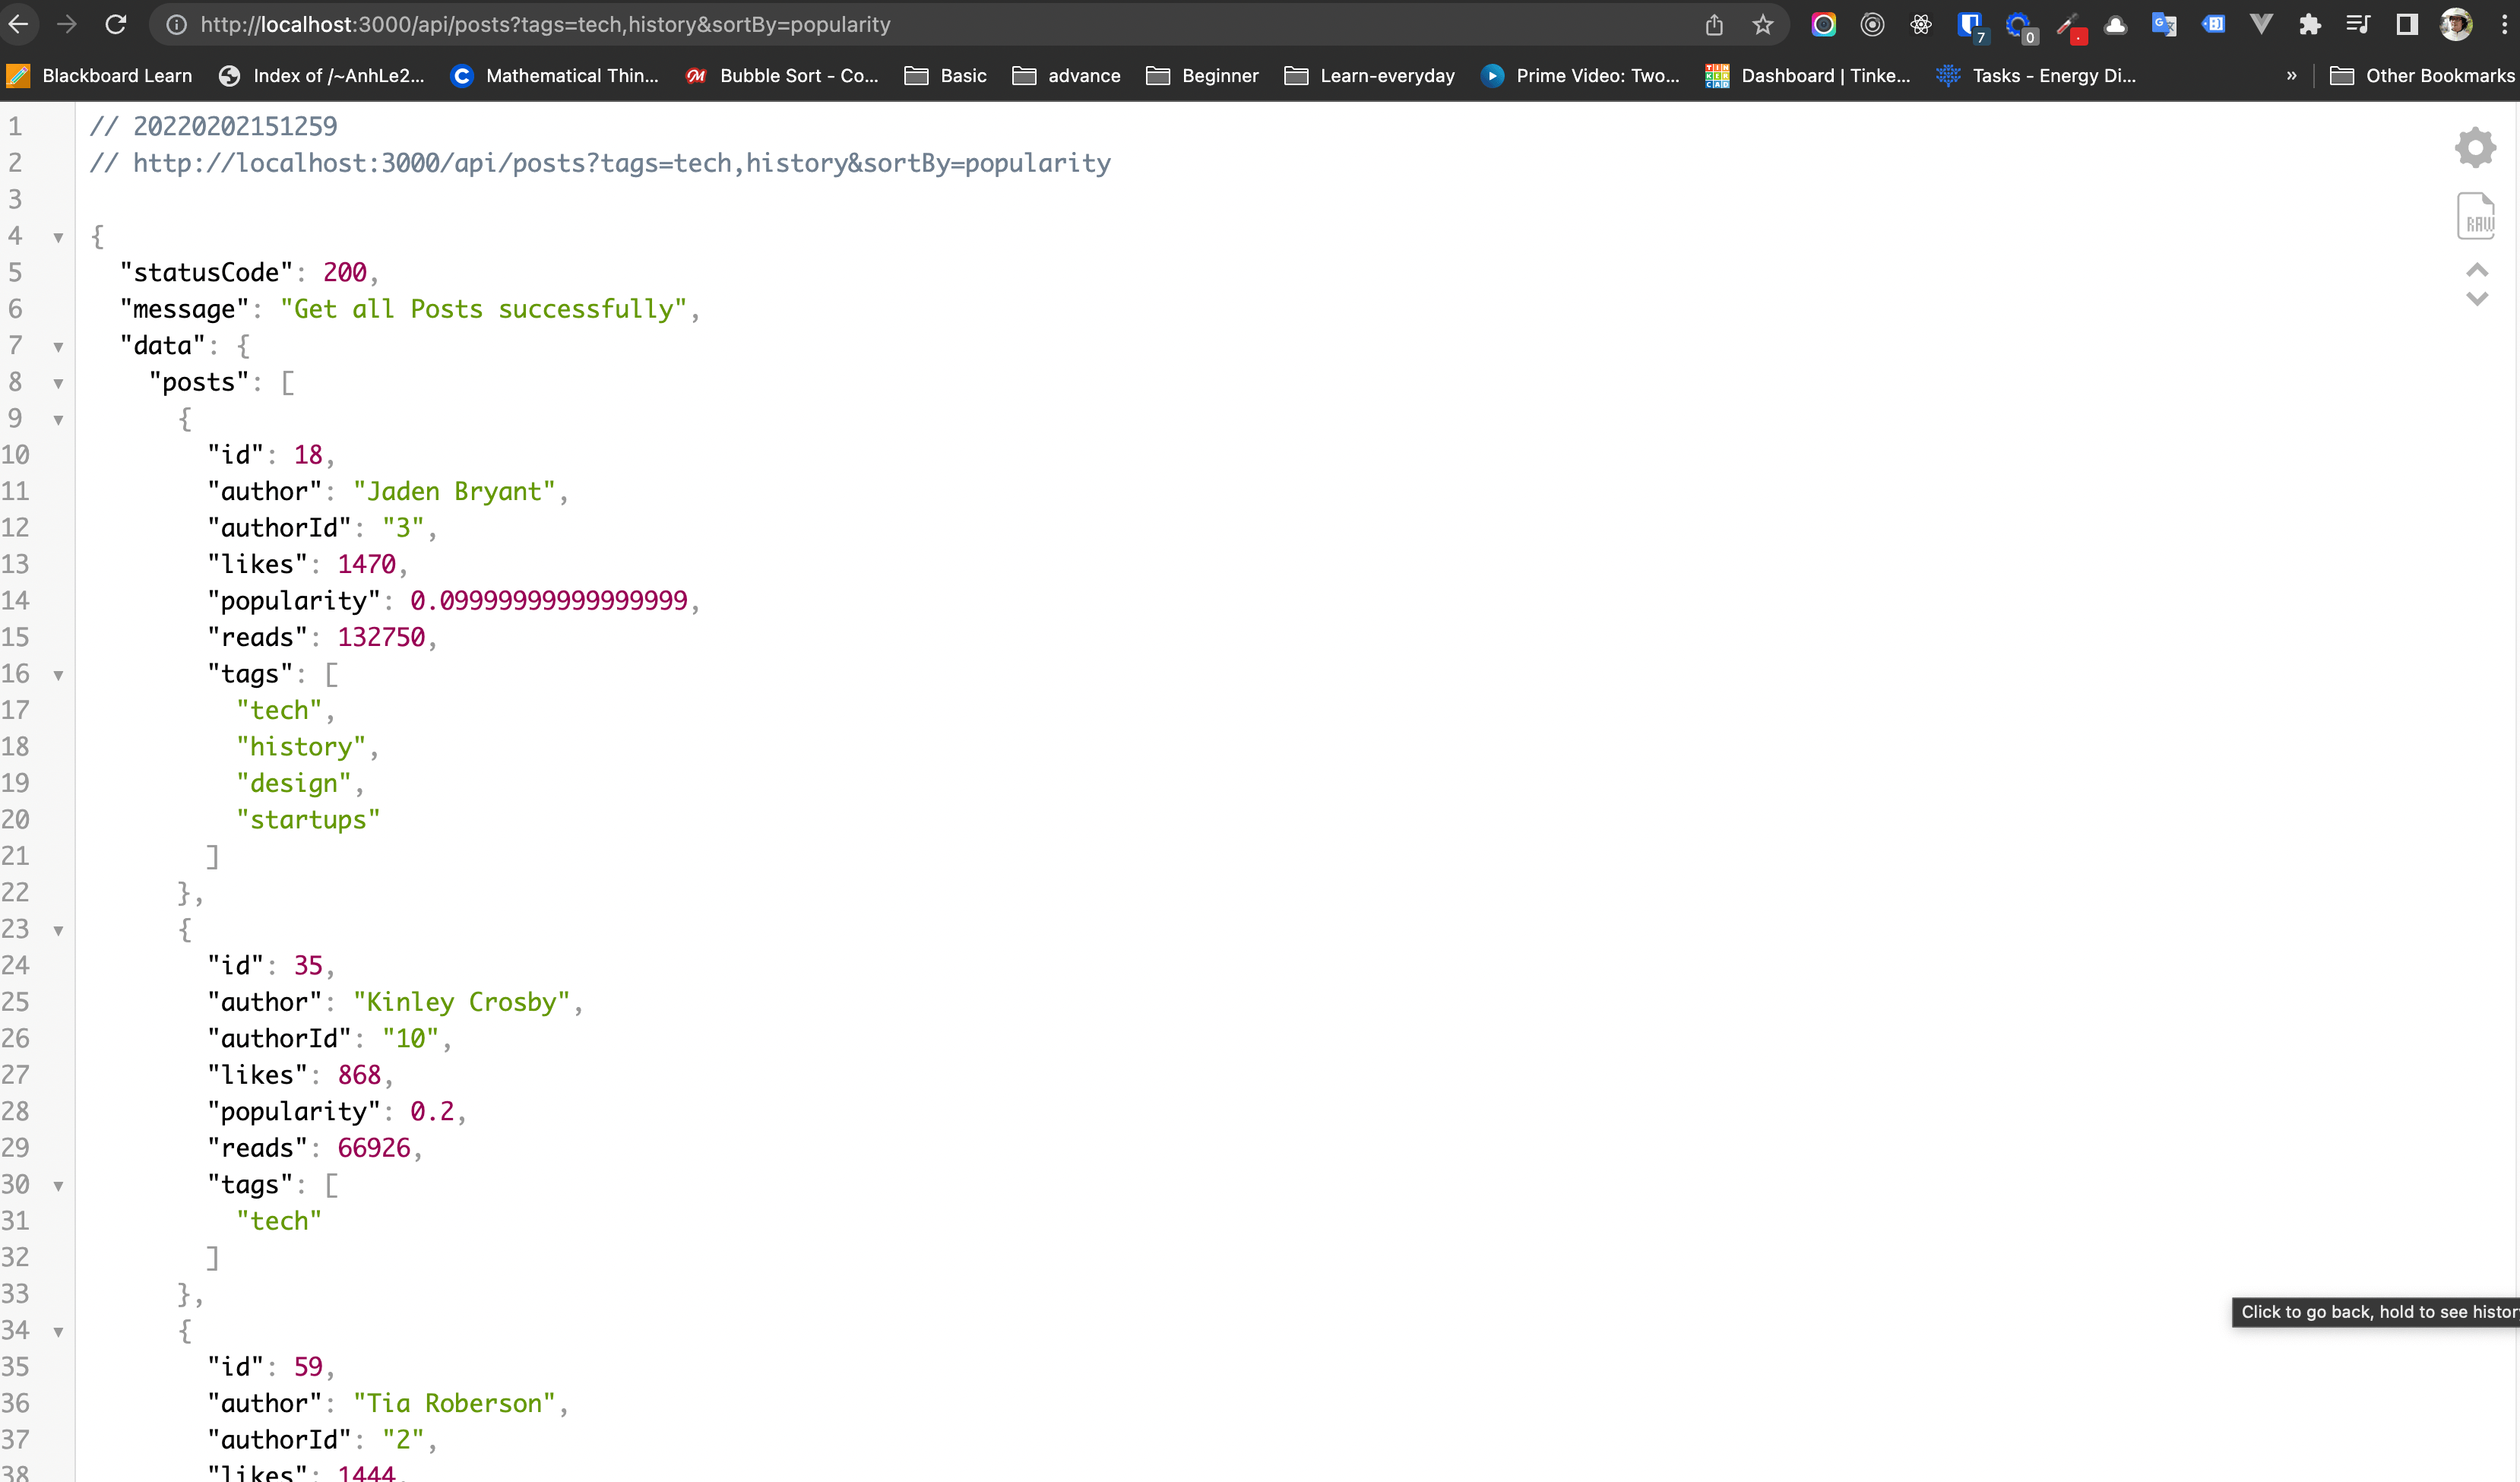 http://localhost:3000/api/posts?tags=tech,history&sortBy=popularity
7
0
Blackboard Learn Index of /~AnhLe2... Mathematical Thin... Bubble Sort - Co... Basic advance Beginner Learn-everyday Prime Video: Two... Dashboard | Tinke... Tasks - Energy Di... » Other Bookmarks
1 // 20220202151259
2 // http://localhost:3000/api/posts?tags=tech,history&sortBy=popularity
3
4 {
5 "statusCode": 200,
6 "message": "Get all Posts successfully",
7 "data": {
8 "posts": [
9 {
10 "id": 18,
11 "author": "Jaden Bryant",
12 "authorId": "3",
13 "likes": 1470,
14 "popularity": 0.09999999999999999,
15 "reads": 132750,
16 "tags": [
17 "tech",
18 "history",
19 "design",
20 "startups"
21 ]
22 },
23 {
24 "id": 35,
25 "author": "Kinley Crosby",
26 "authorId": "10",
27 "likes": 868,
28 "popularity": 0.2,
29 "reads": 66926,
30 "tags": [
31 "tech"
32 ]
33 },
34 {
35 "id": 59,
36 "author": "Tia Roberson",
37 "authorId": "2",
38 "likes": 1444,
RAW
Click to go back, hold to see histor